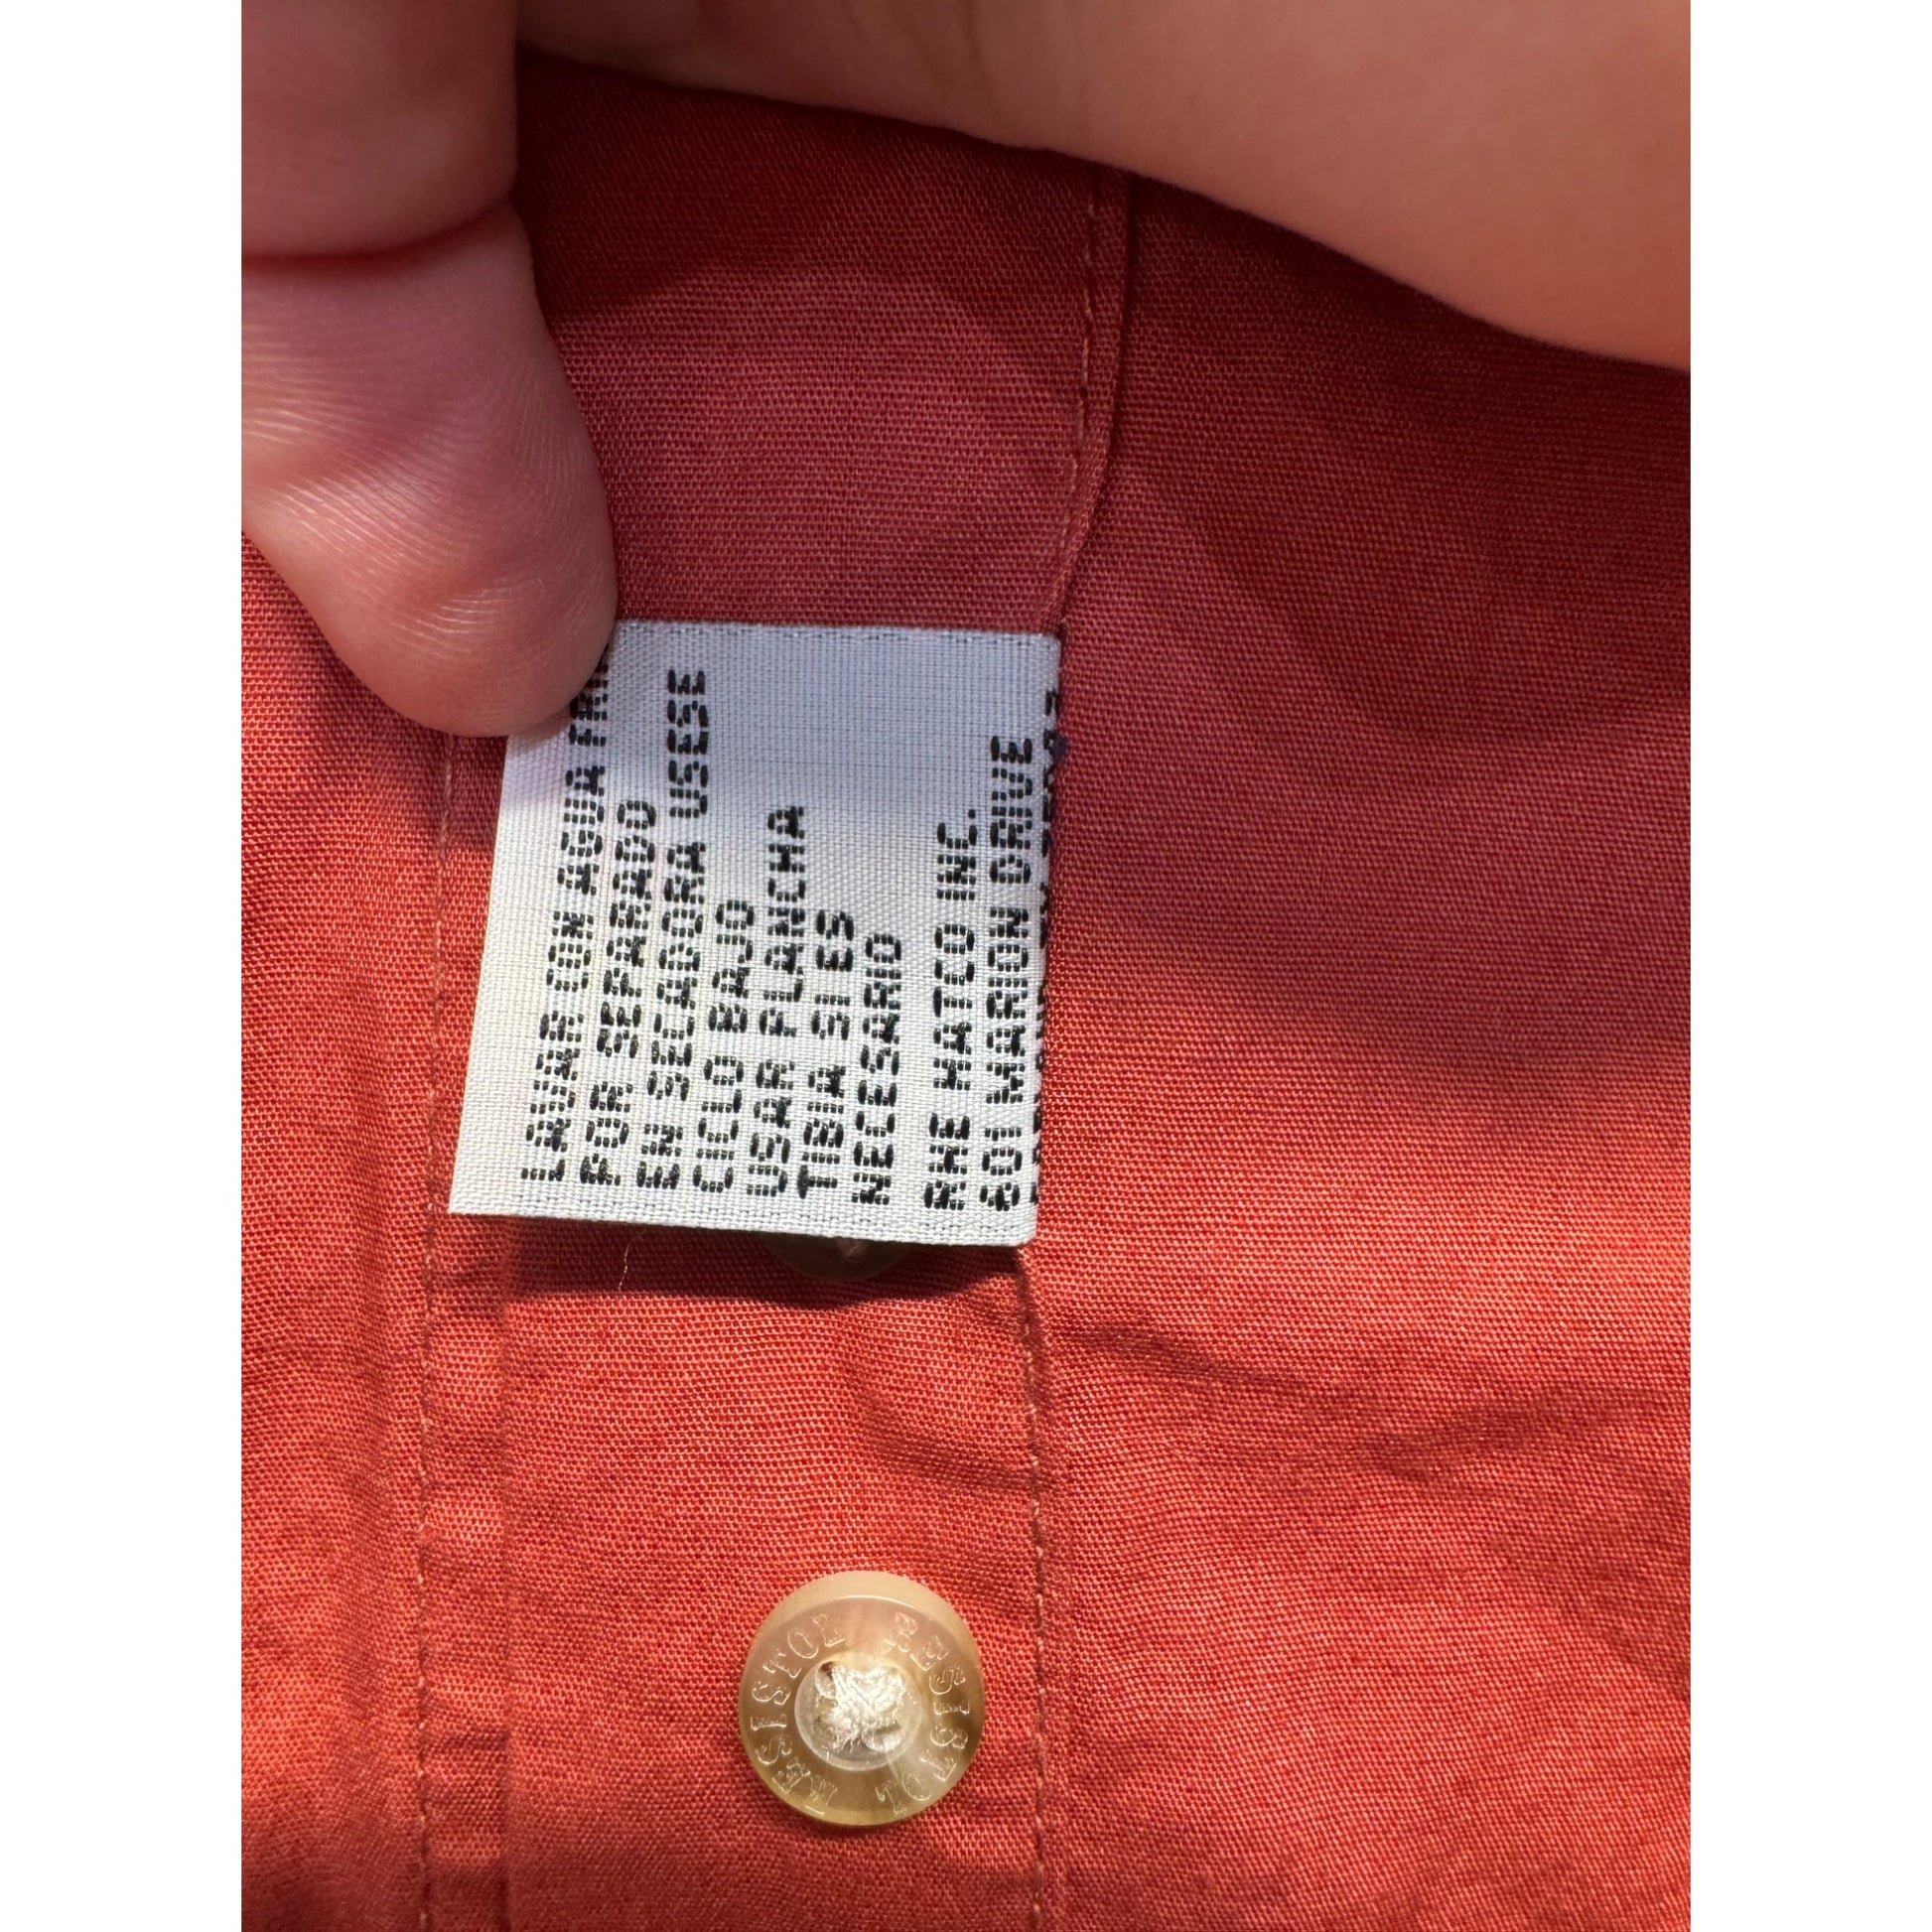 LAVAR CON AGUA
POR SEPARADO
EN SECADORA USESE
CICLO BAJO
USAR PLANCHA
TIBIA SI ES
NECESARIO
RHE HATCO INC.
601 MARION DRIVE
RESISTOL RESISTOL